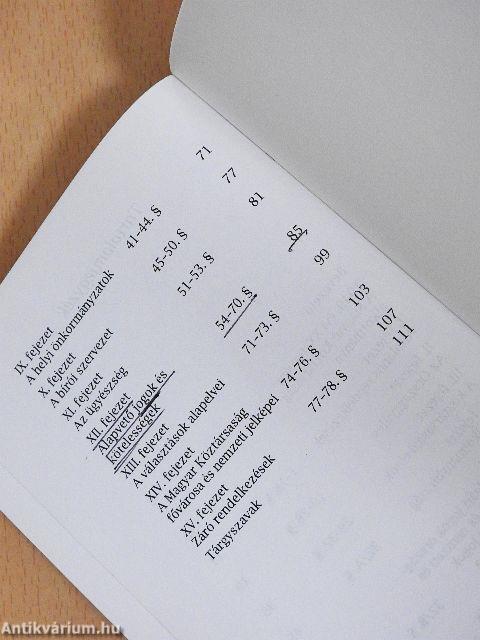 IX. fejezet
A helyi önkormányzatok 41–44. § 71
X. fejezet
A bírói szervezet 45–50. § 77
XI. fejezet
Az ügyészség 51–53. § 81
XII. fejezet
Alapvető jogok és
kötelességek 54–70. § 85
XIII. fejezet
A választások alapelvei 71–73. § 99
XIV. fejezet
A Magyar Köztársaság
fővárosa és nemzeti jelképei 74–76. § 103
XV. fejezet
Záró rendelkezések 77–78. § 107
Tárgyszavak 111
Antikvárium.hu